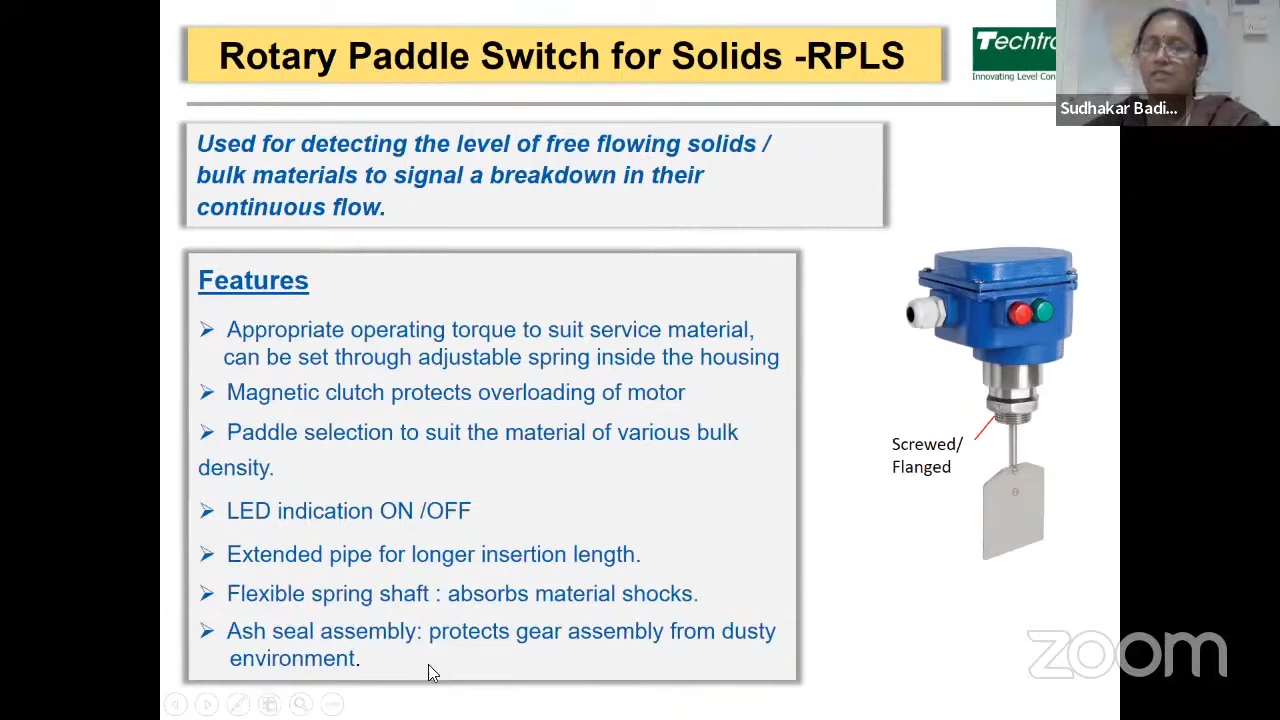 Rotary Paddle Switch for Solids -RPLS
Techtro
Innovating Level Con
Sudhakar Badi...
Used for detecting the level of free flowing solids /
bulk materials to signal a breakdown in their
continuous flow.
Features
➢ Appropriate operating torque to suit service material,
can be set through adjustable spring inside the housing
➢ Magnetic clutch protects overloading of motor
➢ Paddle selection to suit the material of various bulk
density.
➢ LED indication ON /OFF
➢ Extended pipe for longer insertion length.
➢ Flexible spring shaft : absorbs material shocks.
➢ Ash seal assembly: protects gear assembly from dusty
environment.
Screwed/
Flanged
zoom